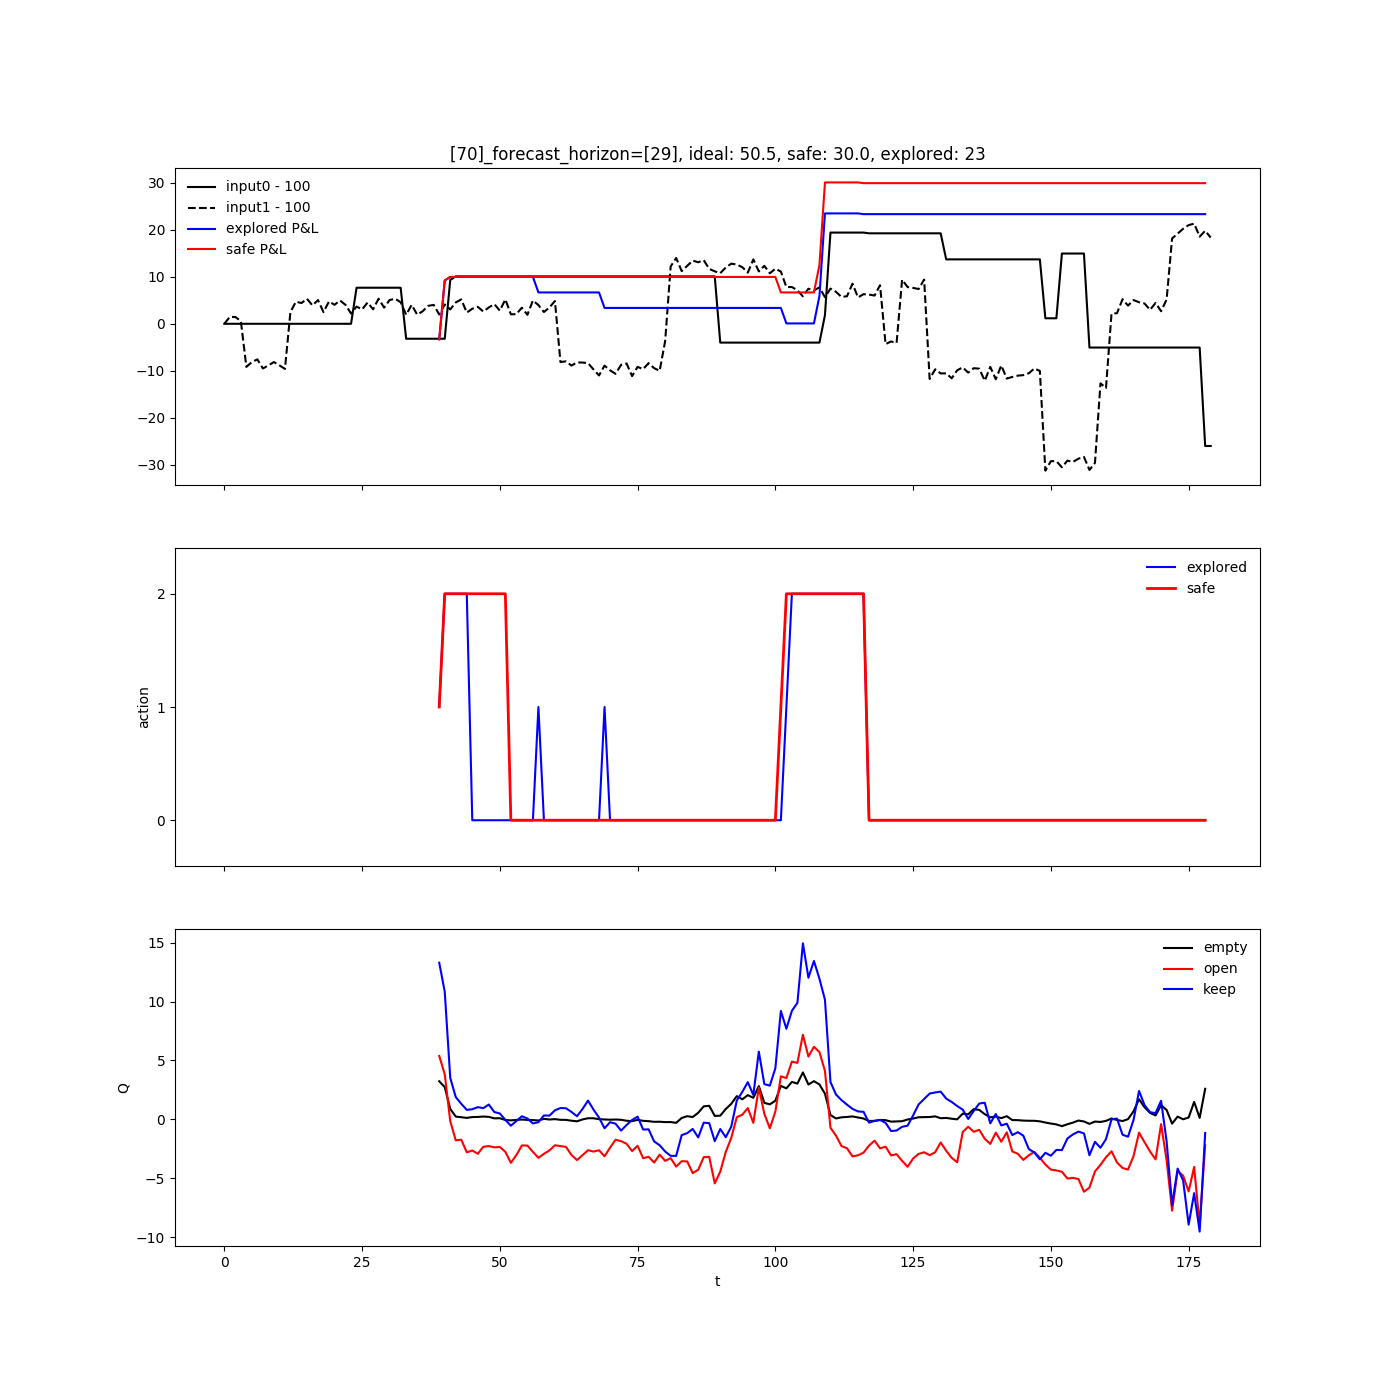 [70]_forecast_horizon=[29], ideal: 50.5, safe: 30.0, explored: 23
input0 - 100
input1 - 100
explored P&L
safe P&L
30
20
10
0
−10
−20
−30
explored
safe
2
1
0
action
empty
open
keep
15
10
5
0
−5
−10
Q
0 25 50 75 100 125 150 175
t